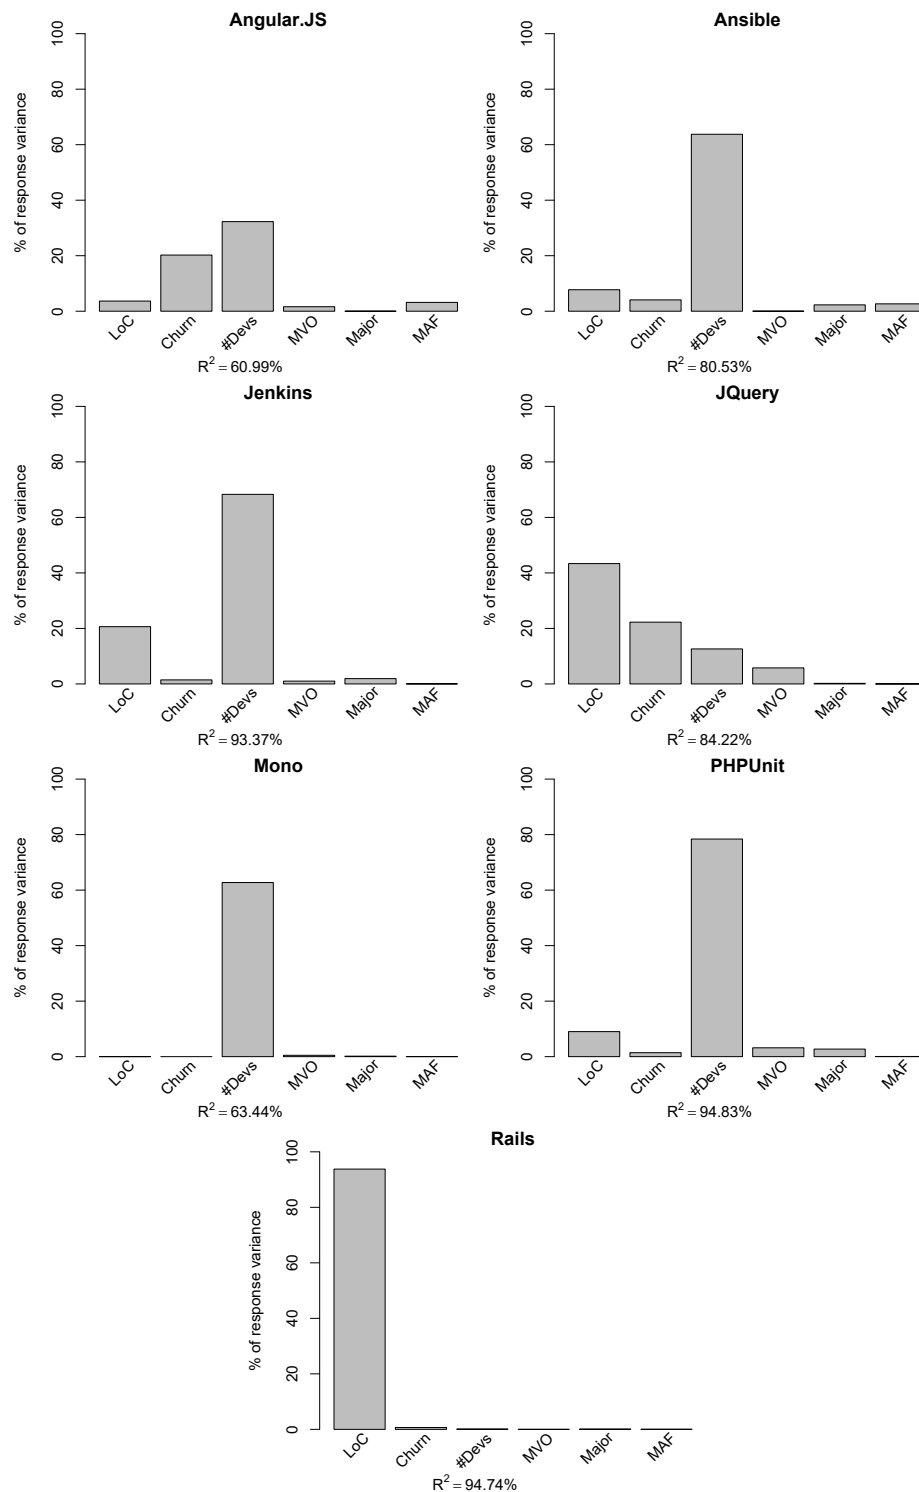 Angular.JS
% of response variance
0 20 40 60 80 100
LoC Churn #Devs MVO Major MAF
R² = 60.99%
Ansible
% of response variance
0 20 40 60 80 100
LoC Churn #Devs MVO Major MAF
R² = 80.53%
Jenkins
% of response variance
0 20 40 60 80 100
LoC Churn #Devs MVO Major MAF
R² = 93.37%
JQuery
% of response variance
0 20 40 60 80 100
LoC Churn #Devs MVO Major MAF
R² = 84.22%
Mono
% of response variance
0 20 40 60 80 100
LoC Churn #Devs MVO Major MAF
R² = 63.44%
PHPUnit
% of response variance
0 20 40 60 80 100
LoC Churn #Devs MVO Major MAF
R² = 94.83%
Rails
% of response variance
0 20 40 60 80 100
LoC Churn #Devs MVO Major MAF
R² = 94.74%